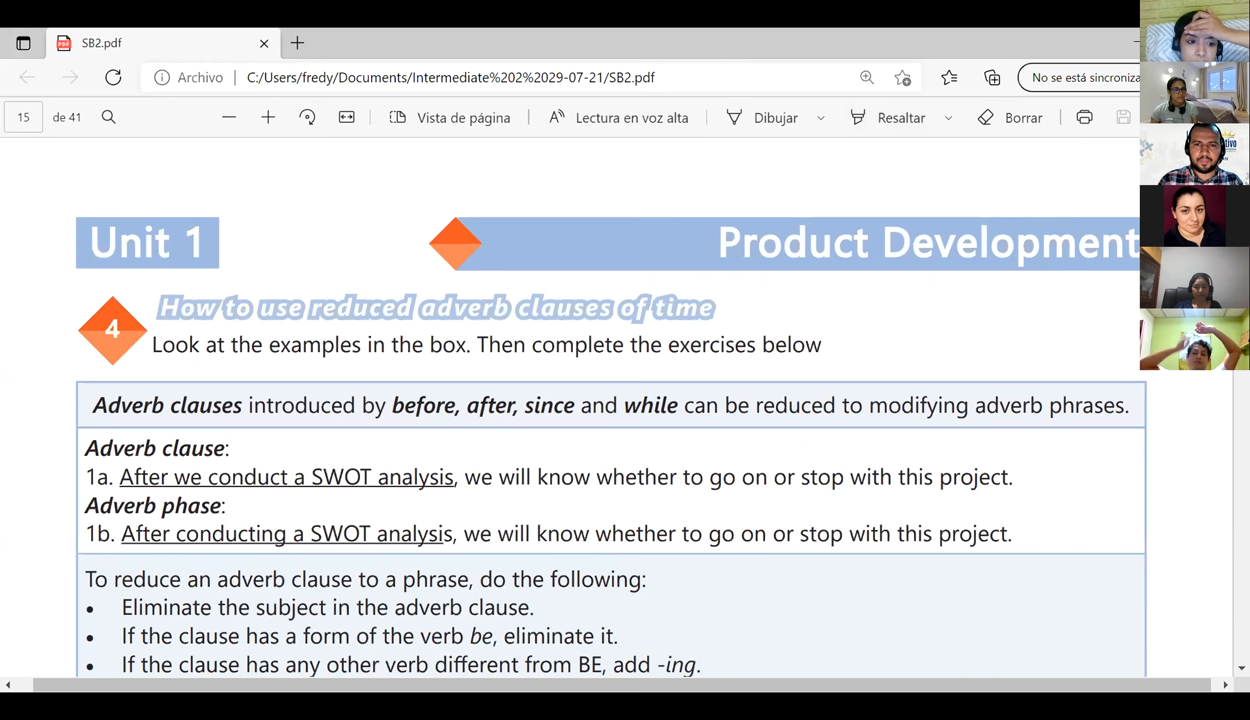 SB2.pdf
Archivo
C:/Users/fredy/Documents/Intermediate%202%2029-07-21/SB2.pdf
No se está sincroniza
15 de 41
Vista de página
Lectura en voz alta
Dibujar
Resaltar
Borrar
Unit 1
Product Development
How to use reduced adverb clauses of time
4
Look at the examples in the box. Then complete the exercises below
Adverb clauses introduced by before, after, since and while can be reduced to modifying adverb phrases.
Adverb clause:
1a. After we conduct a SWOT analysis, we will know whether to go on or stop with this project.
Adverb phase:
1b. After conducting a SWOT analysis, we will know whether to go on or stop with this project.
To reduce an adverb clause to a phrase, do the following:
• Eliminate the subject in the adverb clause.
• If the clause has a form of the verb be, eliminate it.
• If the clause has any other verb different from BE, add -ing.